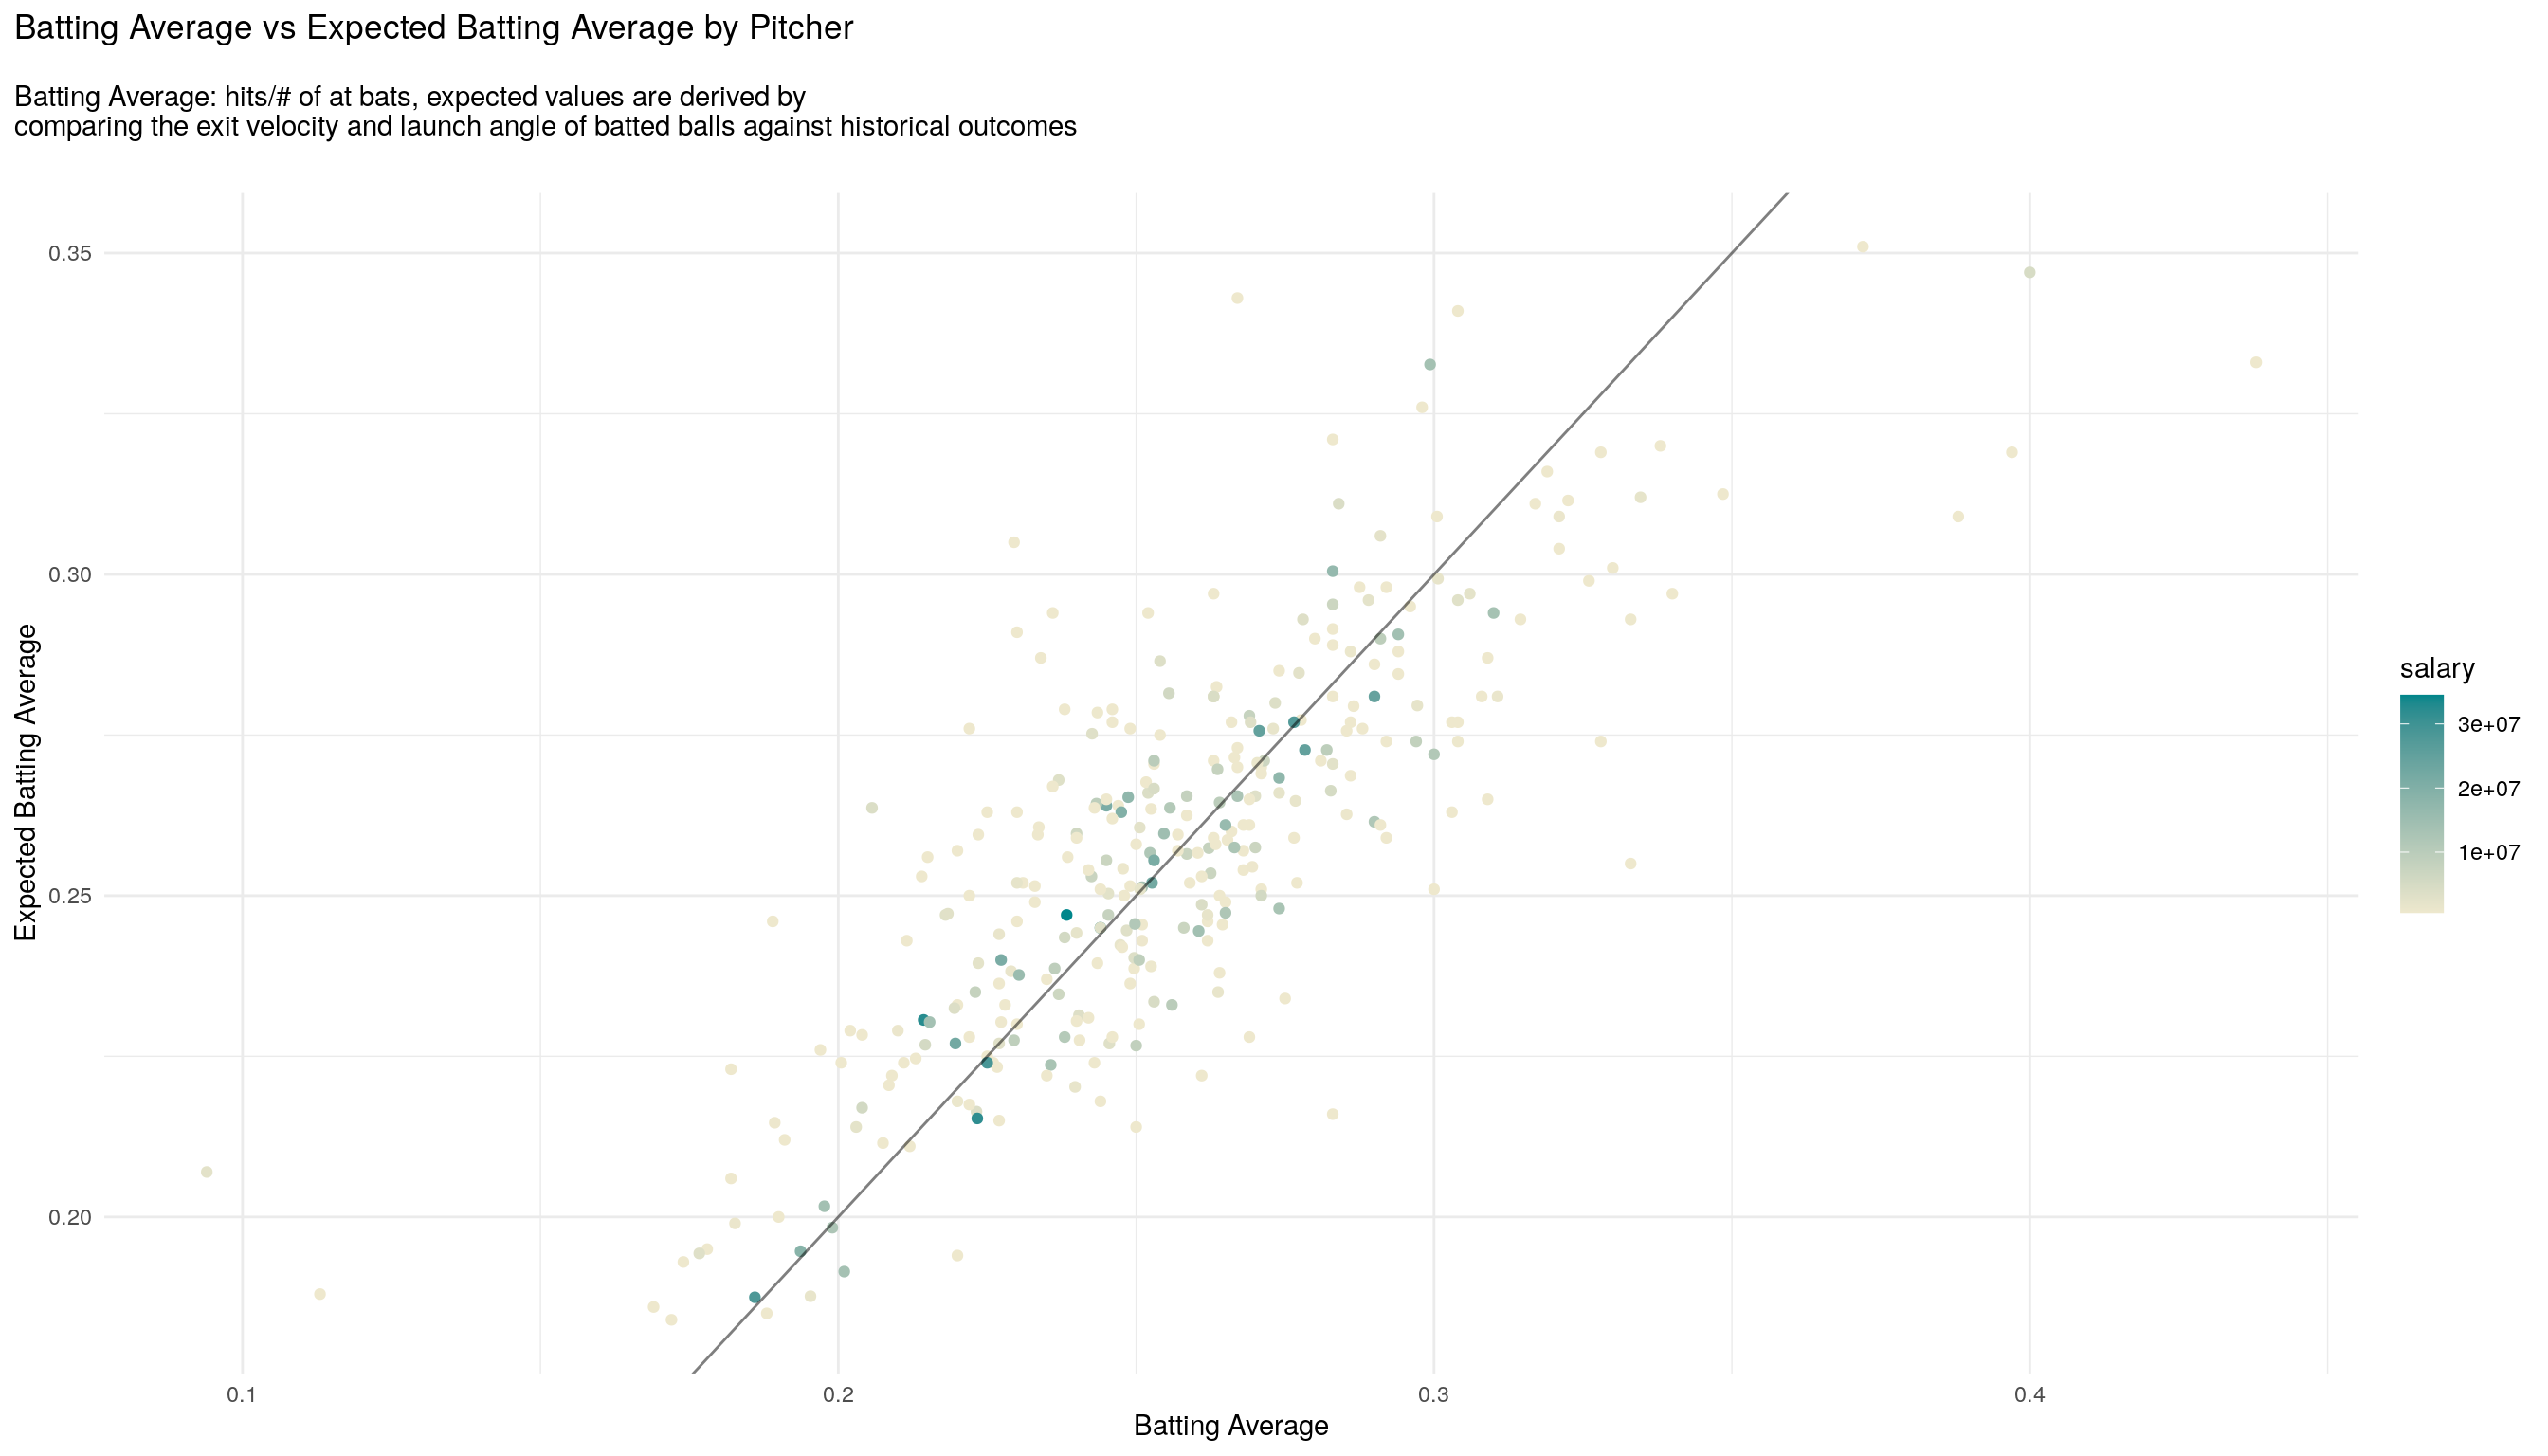 Batting Average vs Expected Batting Average by Pitcher
Batting Average: hits/# of at bats, expected values are derived by
comparing the exit velocity and launch angle of batted balls against historical outcomes
Expected Batting Average
0.35
0.30
0.25
0.20
0.1
0.2
0.3
0.4
Batting Average
salary
3e+07
2e+07
1e+07